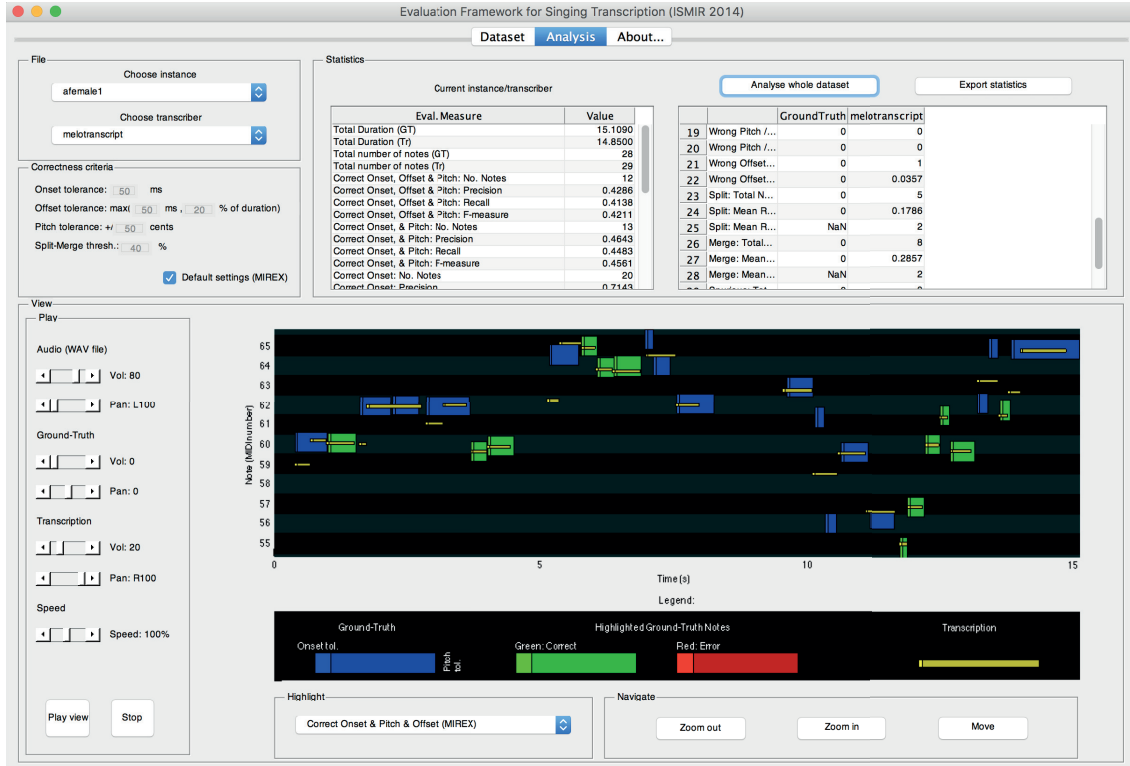 Evaluation Framework for Singing Transcription (ISMIR 2014)
Dataset Analysis About...
File
Choose instance
afemale1
Choose transcriber
melotranscript
Correctness criteria
Onset tolerance: 50 ms
Offset tolerance: max( 50 ms , 20 % of duration)
Pitch tolerance: +/ 50 cents
Split-Merge thresh.: 40 %
Default settings (MIREX)
Statistics
Current instance/transcriber
Analyse whole dataset
Export statistics
Eval. Measure Value
Total Duration (GT) 15.1090
Total Duration (Tr) 14.8500
Total number of notes (GT) 28
Total number of notes (Tr) 29
Correct Onset, Offset & Pitch: No. Notes 12
Correct Onset, Offset & Pitch: Precision 0.4286
Correct Onset, Offset & Pitch: Recall 0.4138
Correct Onset, Offset & Pitch: F-measure 0.4211
Correct Onset, & Pitch: No. Notes 13
Correct Onset, & Pitch: Precision 0.4643
Correct Onset, & Pitch: Recall 0.4483
Correct Onset, & Pitch: F-measure 0.4561
Correct Onset: No. Notes 20
Correct Onset: Precision 0.7143
GroundTruth melotranscript
19 Wrong Pitch /... 0 0
20 Wrong Pitch /... 0 0
21 Wrong Offset... 0 1
22 Wrong Offset... 0 0.0357
23 Split: Total N... 0 5
24 Split: Mean R... 0 0.1786
25 Split: Mean R... NaN 2
26 Merge: Total... 0 8
27 Merge: Mean... 0 0.2857
28 Merge: Mean... NaN 2
View
Play
Audio (WAV file)
Vol: 80
Pan: L100
Ground-Truth
Vol: 0
Pan: 0
Transcription
Vol: 20
Pan: R100
Speed
Speed: 100%
Play view
Stop
Note (MIDI number)
65
64
63
62
61
60
59
58
57
56
55
0 5 10 15
Time (s)
Legend:
Ground-Truth
Onset tol.
Pitch tol.
Highlighted Ground-Truth Notes
Green: Correct
Red: Error
Transcription
Highlight
Correct Onset & Pitch & Offset (MIREX)
Navigate
Zoom out
Zoom in
Move